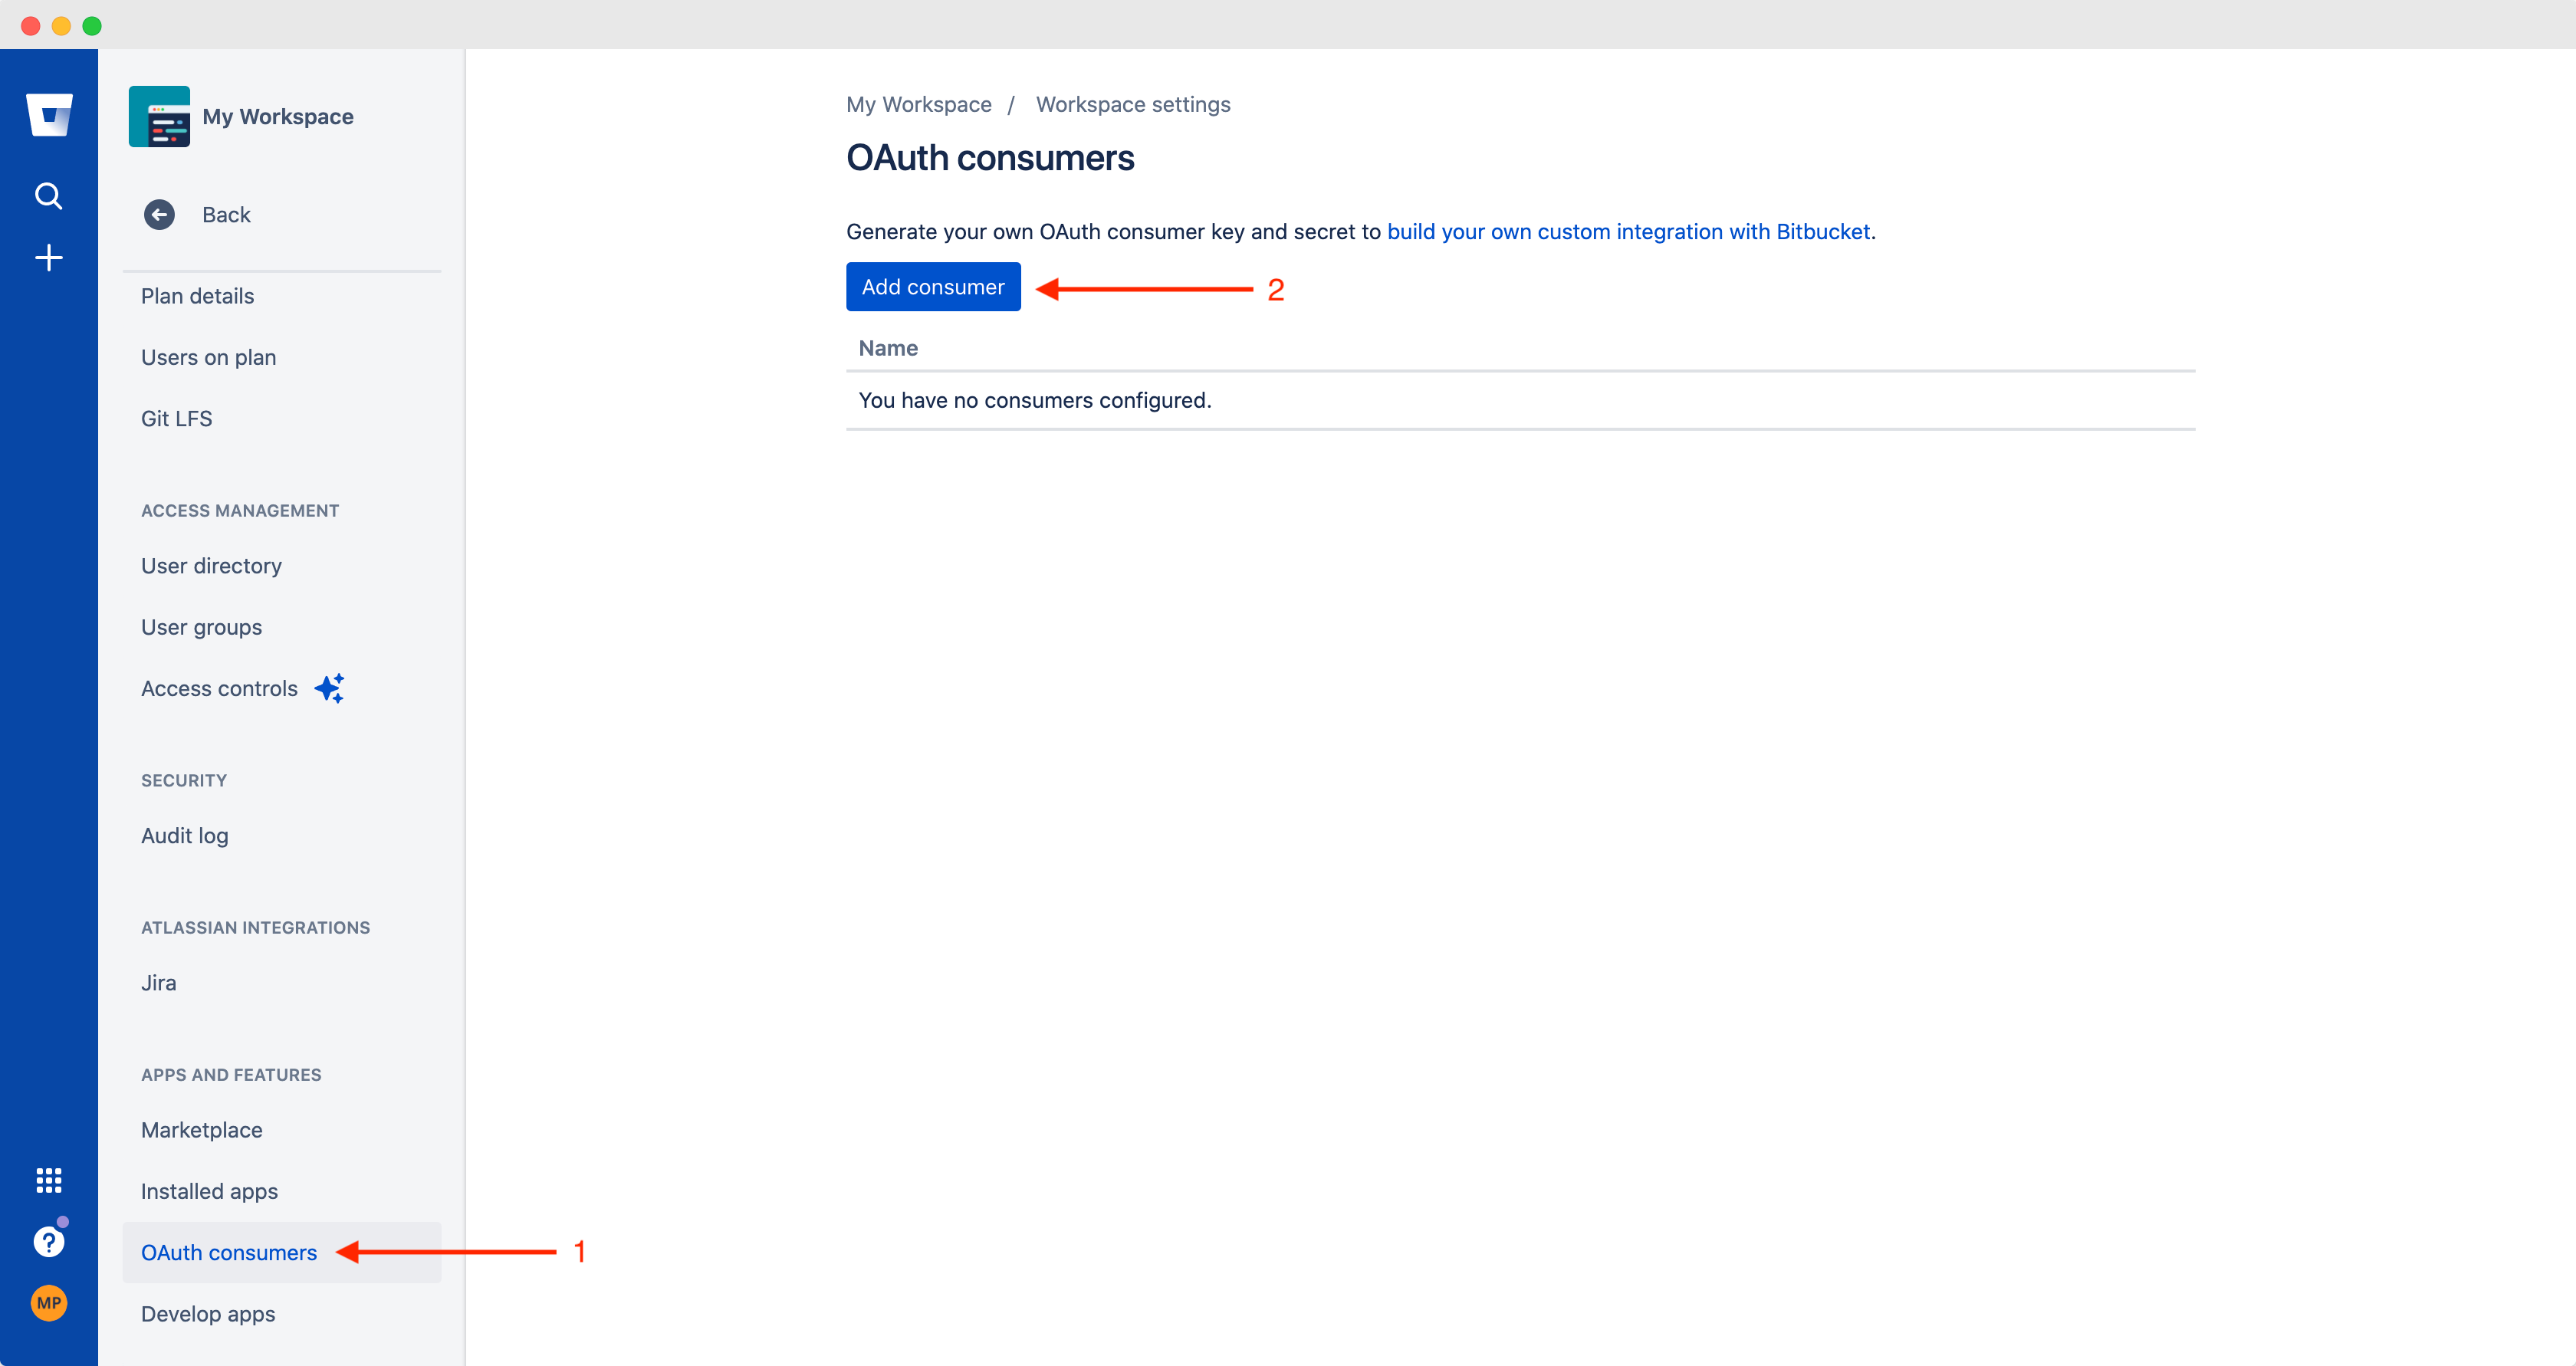 My Workspace
Back
Plan details
Users on plan
Git LFS
ACCESS MANAGEMENT
User directory
User groups
Access controls
SECURITY
Audit log
ATLASSIAN INTEGRATIONS
Jira
APPS AND FEATURES
Marketplace
Installed apps
OAuth consumers 1
Develop apps
MP
My Workspace / Workspace settings
OAuth consumers
Generate your own OAuth consumer key and secret to build your own custom integration with Bitbucket.
Add consumer 2
Name
You have no consumers configured.